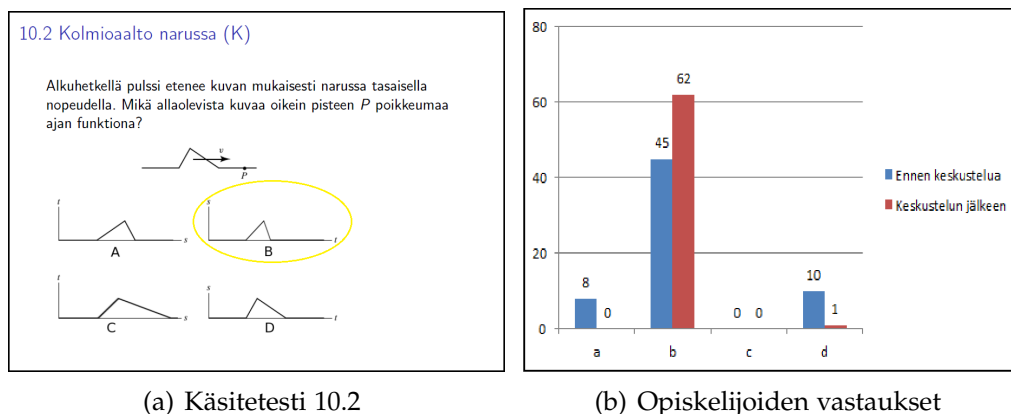 10.2 Kolmioaalto narussa (K)
Alkuhetkellä pulssi etenee kuvan mukaisesti narussa tasaisella
nopeudella. Mikä allaolevista kuvaa oikein pisteen P poikkeumaa
ajan funktiona?
v
P
t
s
A
s
t
B
t
s
C
s
t
D
80
60
40
20
0
8
0
45
62
0
0
10
1
a
b
c
d
Ennen keskustelua
Keskustelun jälkeen
(a) Käsitetesti 10.2
(b) Opiskelijoiden vastaukset